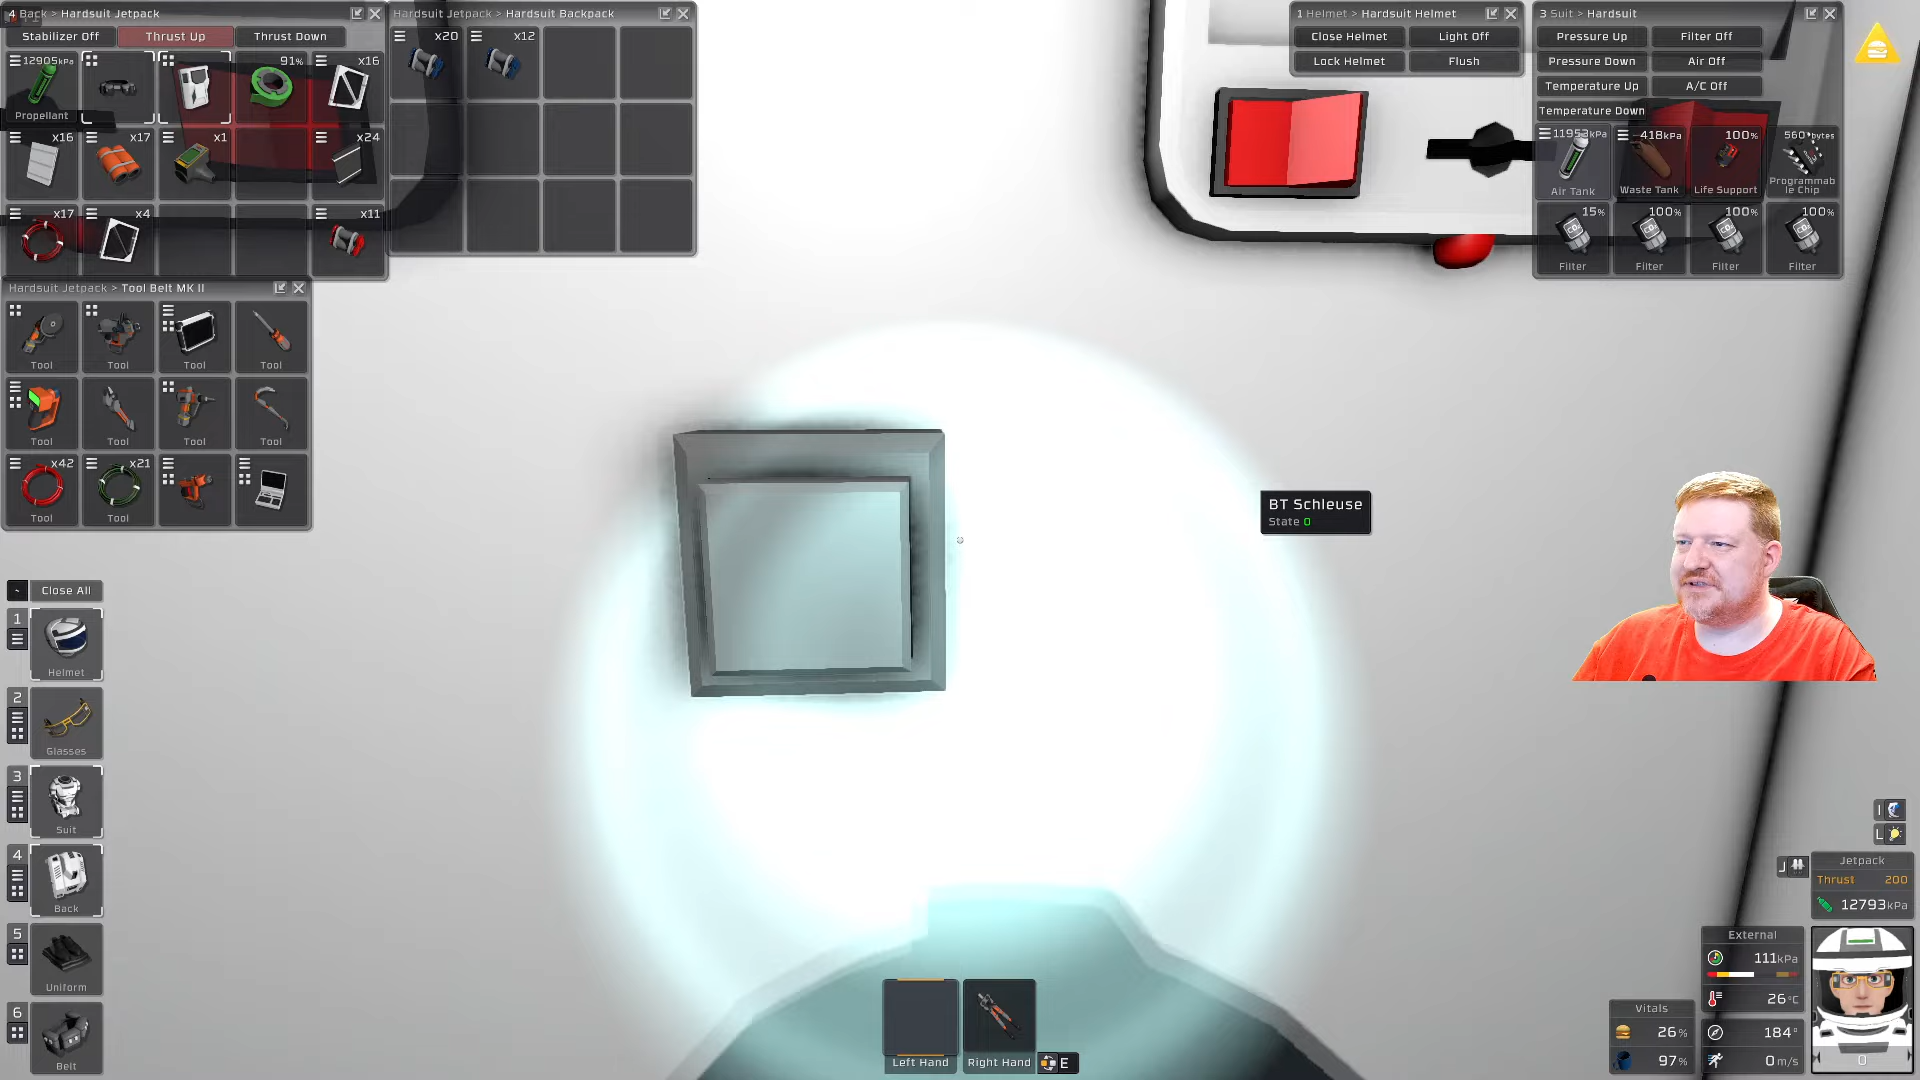 4 Back > Hardsuit Jetpack
Stabilizer Off
Thrust Up
Thrust Down
12905kPa
91%
x16
Propellant
x16
x17
x1
x24
x17
x4
x11
Hardsuit Jetpack > Hardsuit Backpack
x20
x12
Hardsuit Jetpack > Tool Belt MK II
Tool
Tool
Tool
Tool
Tool
Tool
Tool
Tool
x42
x21
Tool
Tool
1 Helmet > Hardsuit Helmet
Close Helmet
Light Off
Lock Helmet
Flush
3 Suit > Hardsuit
Pressure Up
Filter Off
Pressure Down
Air Off
Temperature Up
A/C Off
Temperature Down
-418kPa
100%
560 bytes
Air Tank
Waste Tank
Life Support
Programmab
le Chip
15%
100%
100%
100%
Filter
Filter
Filter
Filter
BT Schleuse
State 0
~
Close All
1
Helmet
2
Glasses
3
Suit
4
Back
5
Uniform
6
Belt
Left Hand
Right Hand
E
I
L
J
Jetpack
Thrust 200
12793kPa
External
111kPa
26°C
184°
0m/s
Vitals
26%
97%
0